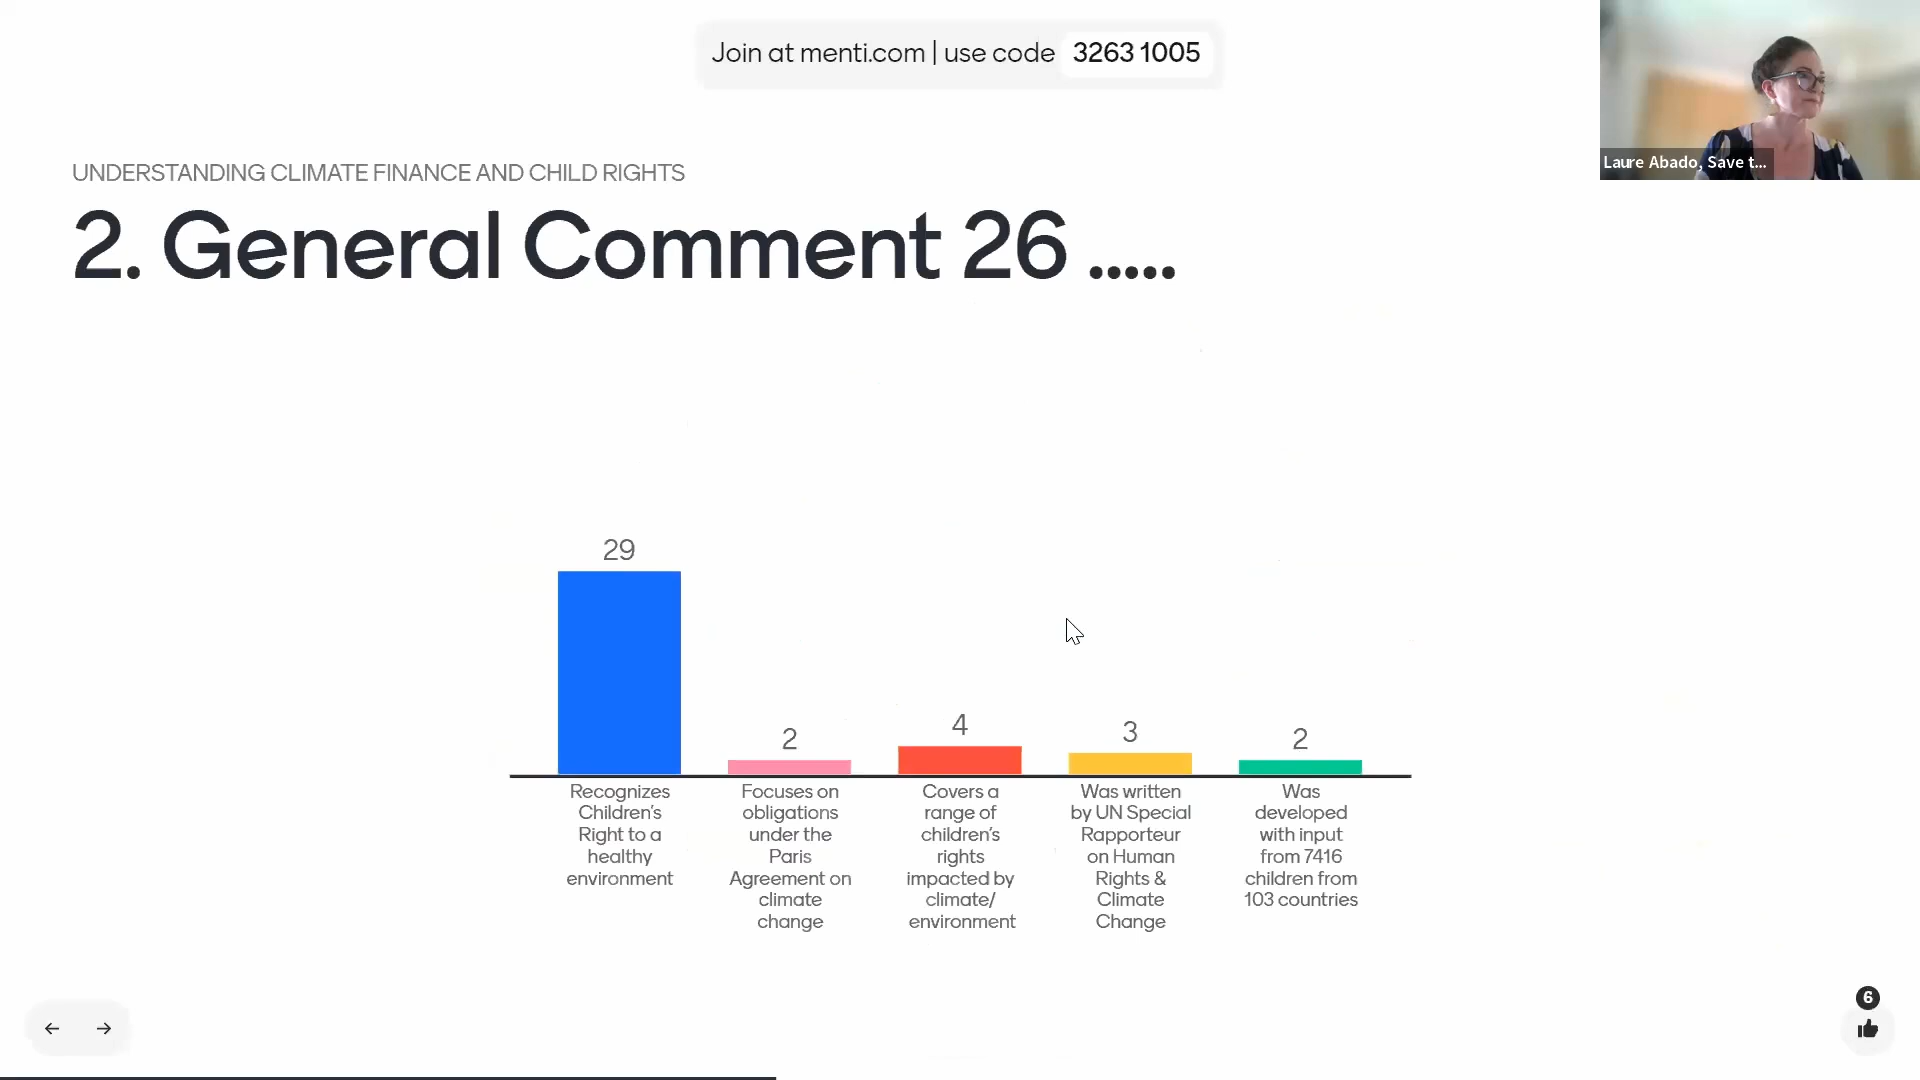 Join at menti.com | use code 3263 1005
Laure Abado, Save t...
UNDERSTANDING CLIMATE FINANCE AND CHILD RIGHTS
2. General Comment 26 .....
29
2
4
3
2
Recognizes
Children's
Right to a
healthy
environment
Focuses on
obligations
under the
Paris
Agreement on
climate
change
Covers a
range of
children's
rights
impacted by
climate/
environment
Was written
by UN Special
Rapporteur
on Human
Rights &
Climate
Change
Was
developed
with input
from 7416
children from
103 countries
6